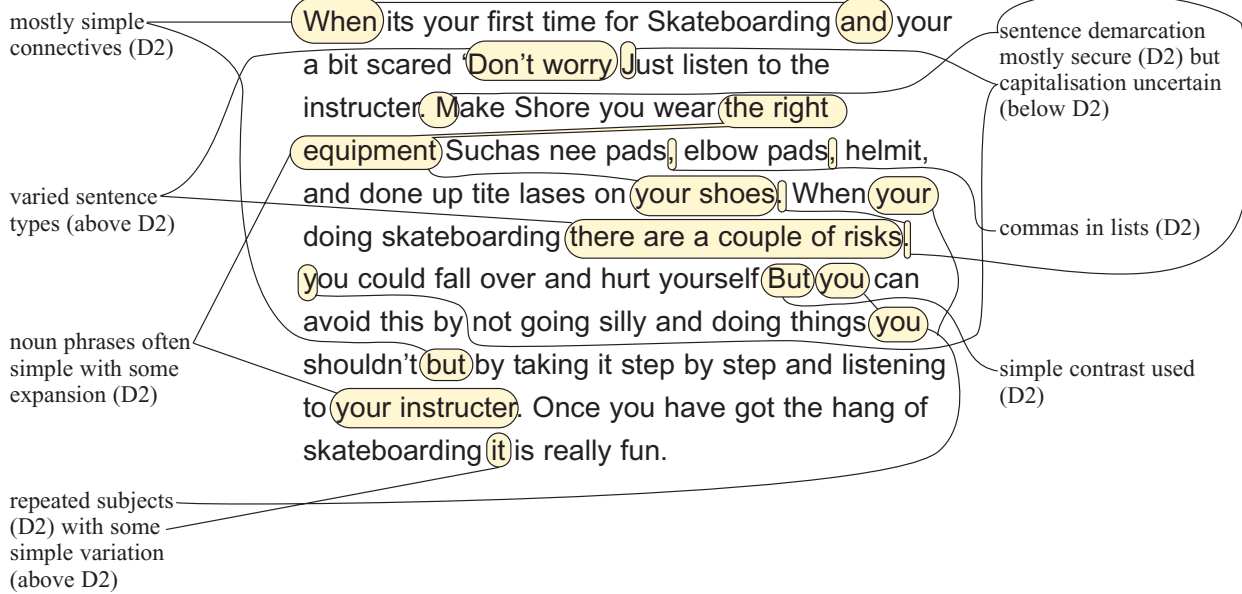 mostly simple
connectives (D2)
varied sentence
types (above D2)
noun phrases often
simple with some
expansion (D2)
repeated subjects
(D2) with some
simple variation
(above D2)
When its your first time for Skateboarding and your
a bit scared ‘Don’t worry Just listen to the
instructer. Make Shore you wear the right
equipment Suchas nee pads, elbow pads, helmit,
and done up tite lases on your shoes. When your
doing skateboarding there are a couple of risks.
you could fall over and hurt yourself But you can
avoid this by not going silly and doing things you
shouldn’t but by taking it step by step and listening
to your instructer. Once you have got the hang of
skateboarding it is really fun.
sentence demarcation
mostly secure (D2) but
capitalisation uncertain
(below D2)
commas in lists (D2)
simple contrast used
(D2)